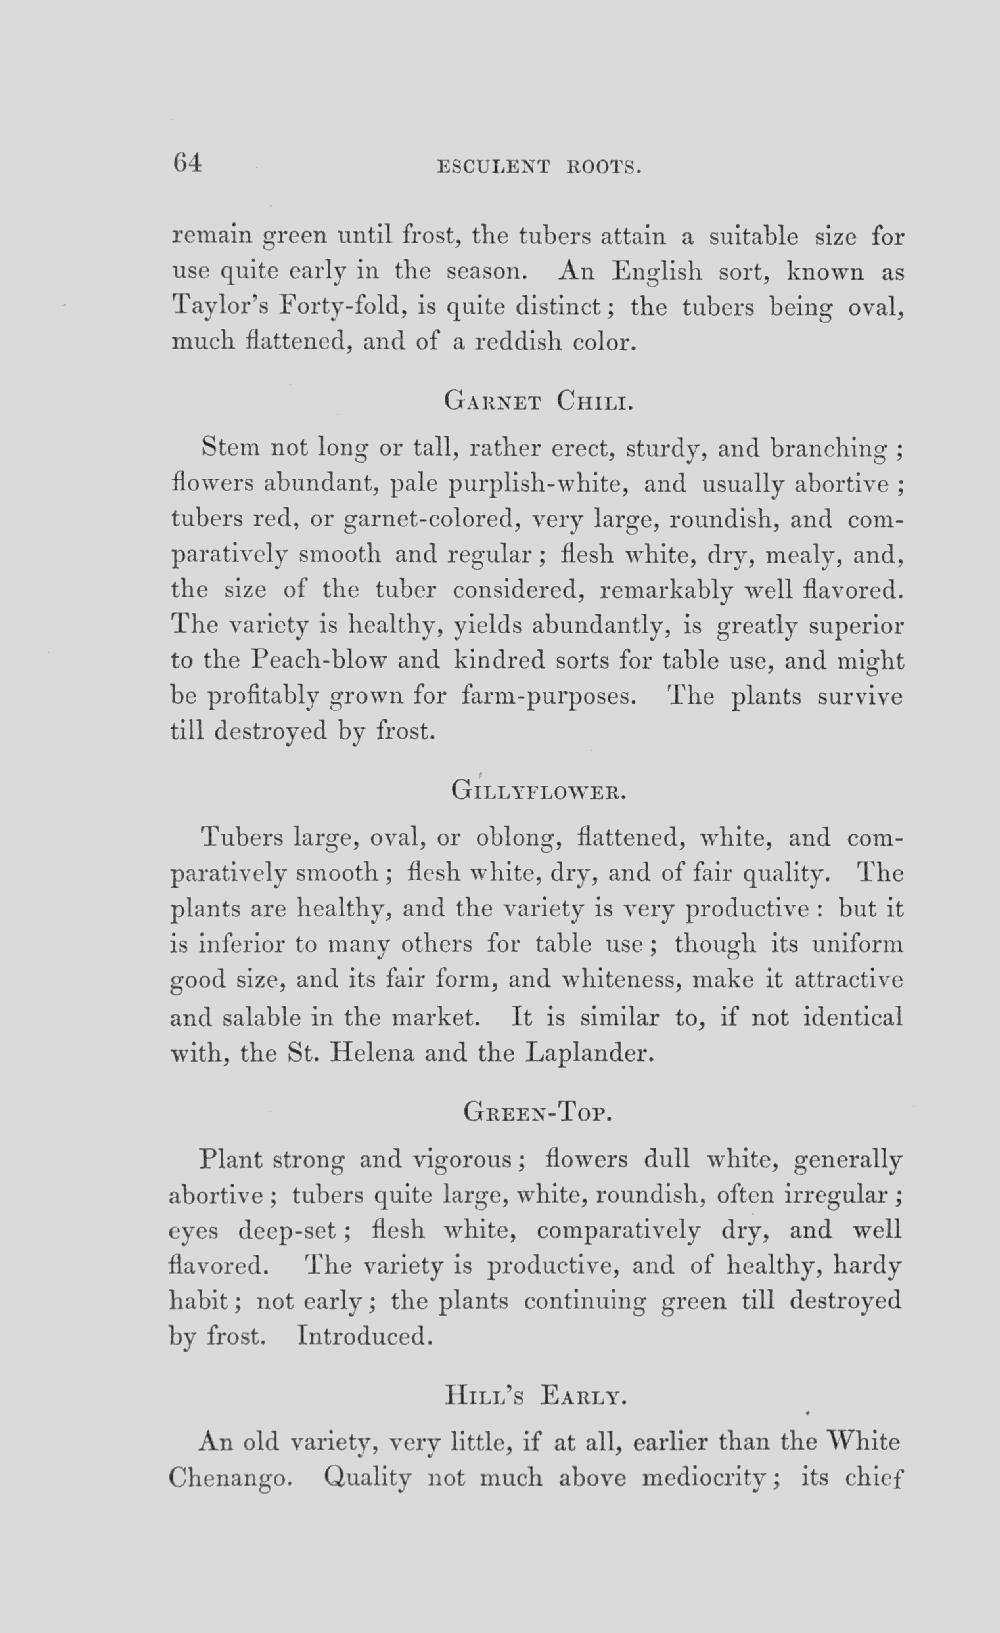 64 ESCULENT ROOTS.
remain green until frost, the tubers attain a suitable size for
use quite early in the season. An English sort, known as
Taylor's Forty-fold, is quite distinct; the tubers being oval,
much flattened, and of a reddish color.
GARNET CHILI.
Stem not long or tall, rather erect, sturdy, and branching;
flowers abundant, pale purplish-white, and usually abortive;
tubers red, or garnet-colored, very large, roundish, and com-
paratively smooth and regular; flesh white, dry, mealy, and,
the size of the tuber considered, remarkably well flavored.
The variety is healthy, yields abundantly, is greatly superior
to the Peach-blow and kindred sorts for table use, and might
be profitably grown for farm-purposes. The plants survive
till destroyed by frost.
GILLYFLOWER.
Tubers large, oval, or oblong, flattened, white, and com-
paratively smooth; flesh white, dry, and of fair quality. The
plants are healthy, and the variety is very productive: but it
is inferior to many others for table use; though its uniform
good size, and its fair form, and whiteness, make it attractive
and salable in the market. It is similar to, if not identical
with, the St. Helena and the Laplander.
GREEN-TOP.
Plant strong and vigorous; flowers dull white, generally
abortive; tubers quite large, white, roundish, often irregular;
eyes deep-set; flesh white, comparatively dry, and well
flavored. The variety is productive, and of healthy, hardy
habit; not early; the plants continuing green till destroyed
by frost. Introduced.
HILL'S EARLY.
An old variety, very little, if at all, earlier than the White
Chenango. Quality not much above mediocrity; its chief